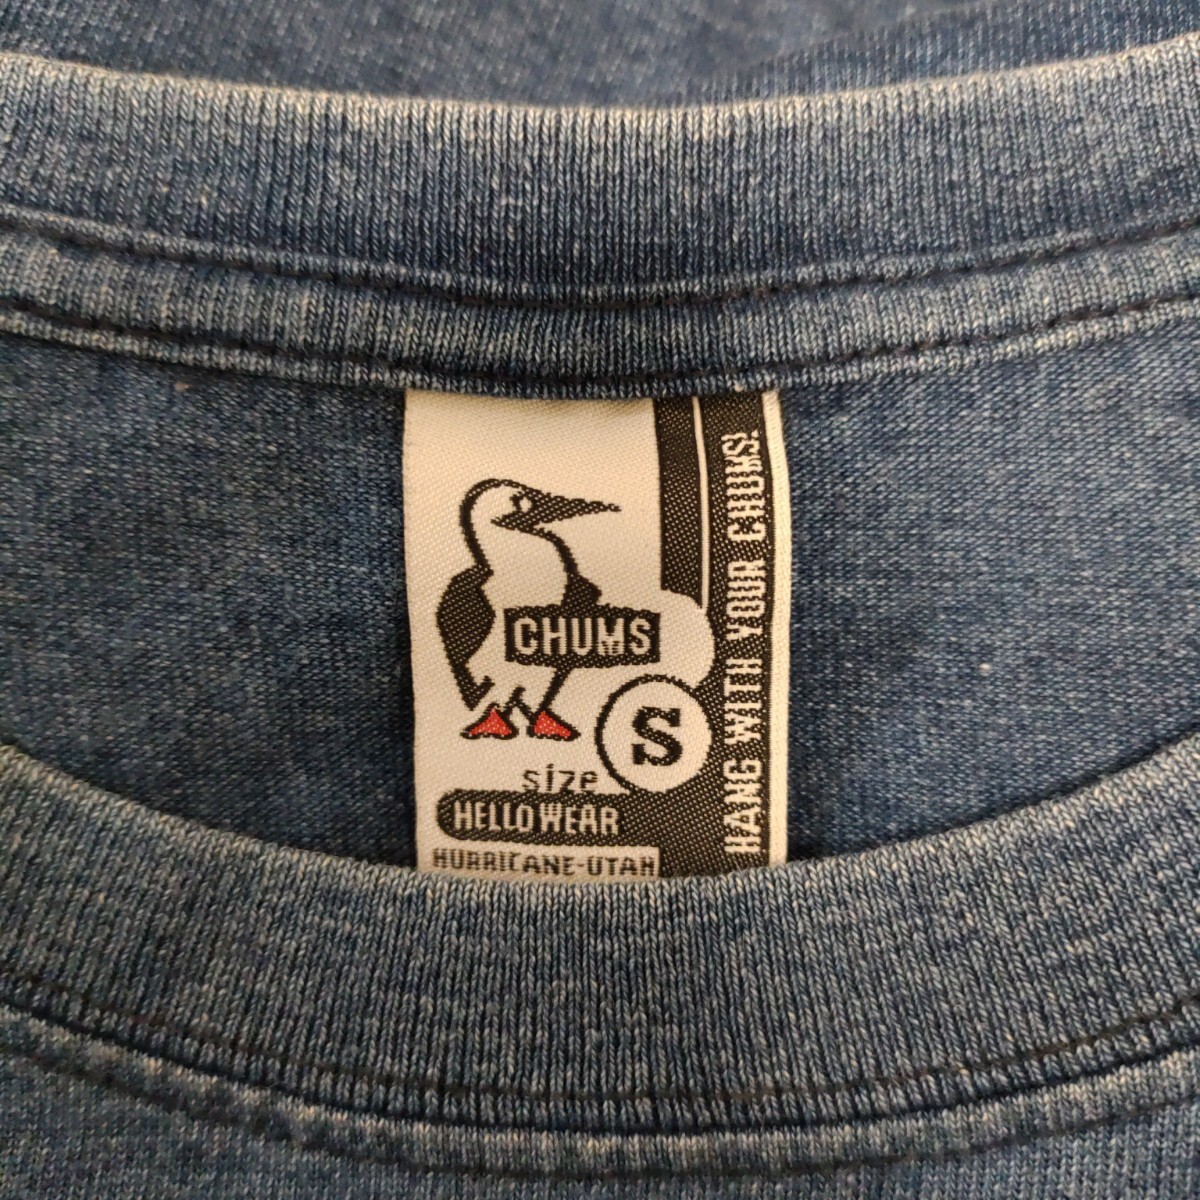 CHUMS
S
size
HELLO WEAR
HURRICANE-UTAH
HANG WITH YOUR CHUMS!